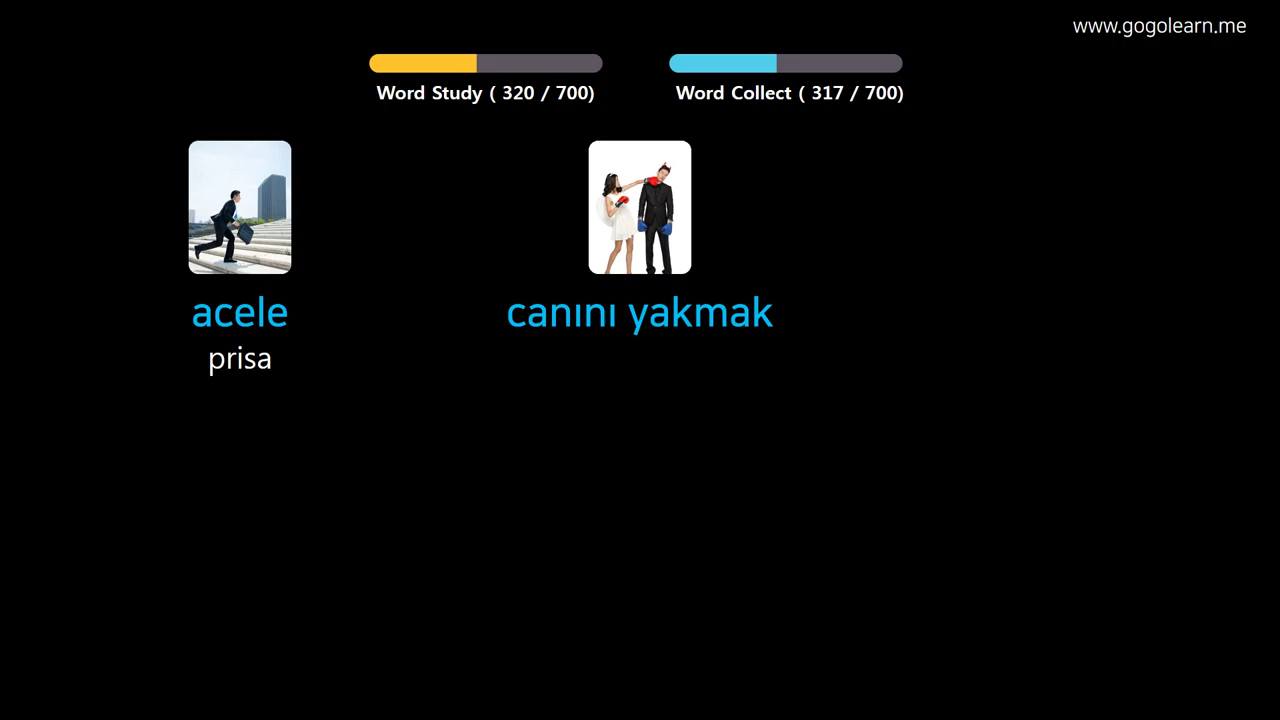 www.gogolearn.me
Word Study ( 320 / 700)
Word Collect ( 317 / 700)
acele
canını yakmak
prisa